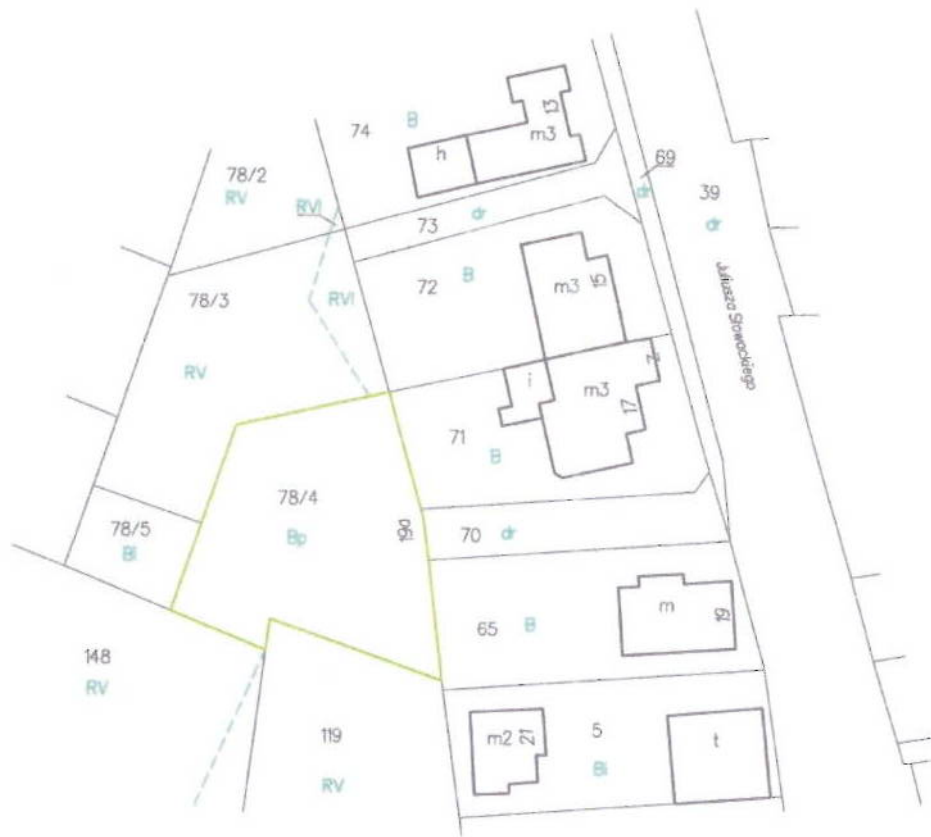 74
B
13
m3
h
69
dr
39
dr
78/2
RV
RVI
73
dr
72
B
m3
15
Juliusza Słowackiego
78/3
RVI
RV
i
m3
17
71
B
78/4
Bp
9a
70
dr
78/5
Bi
65
B
m
19
148
RV
119
RV
m2
21
5
Bi
t